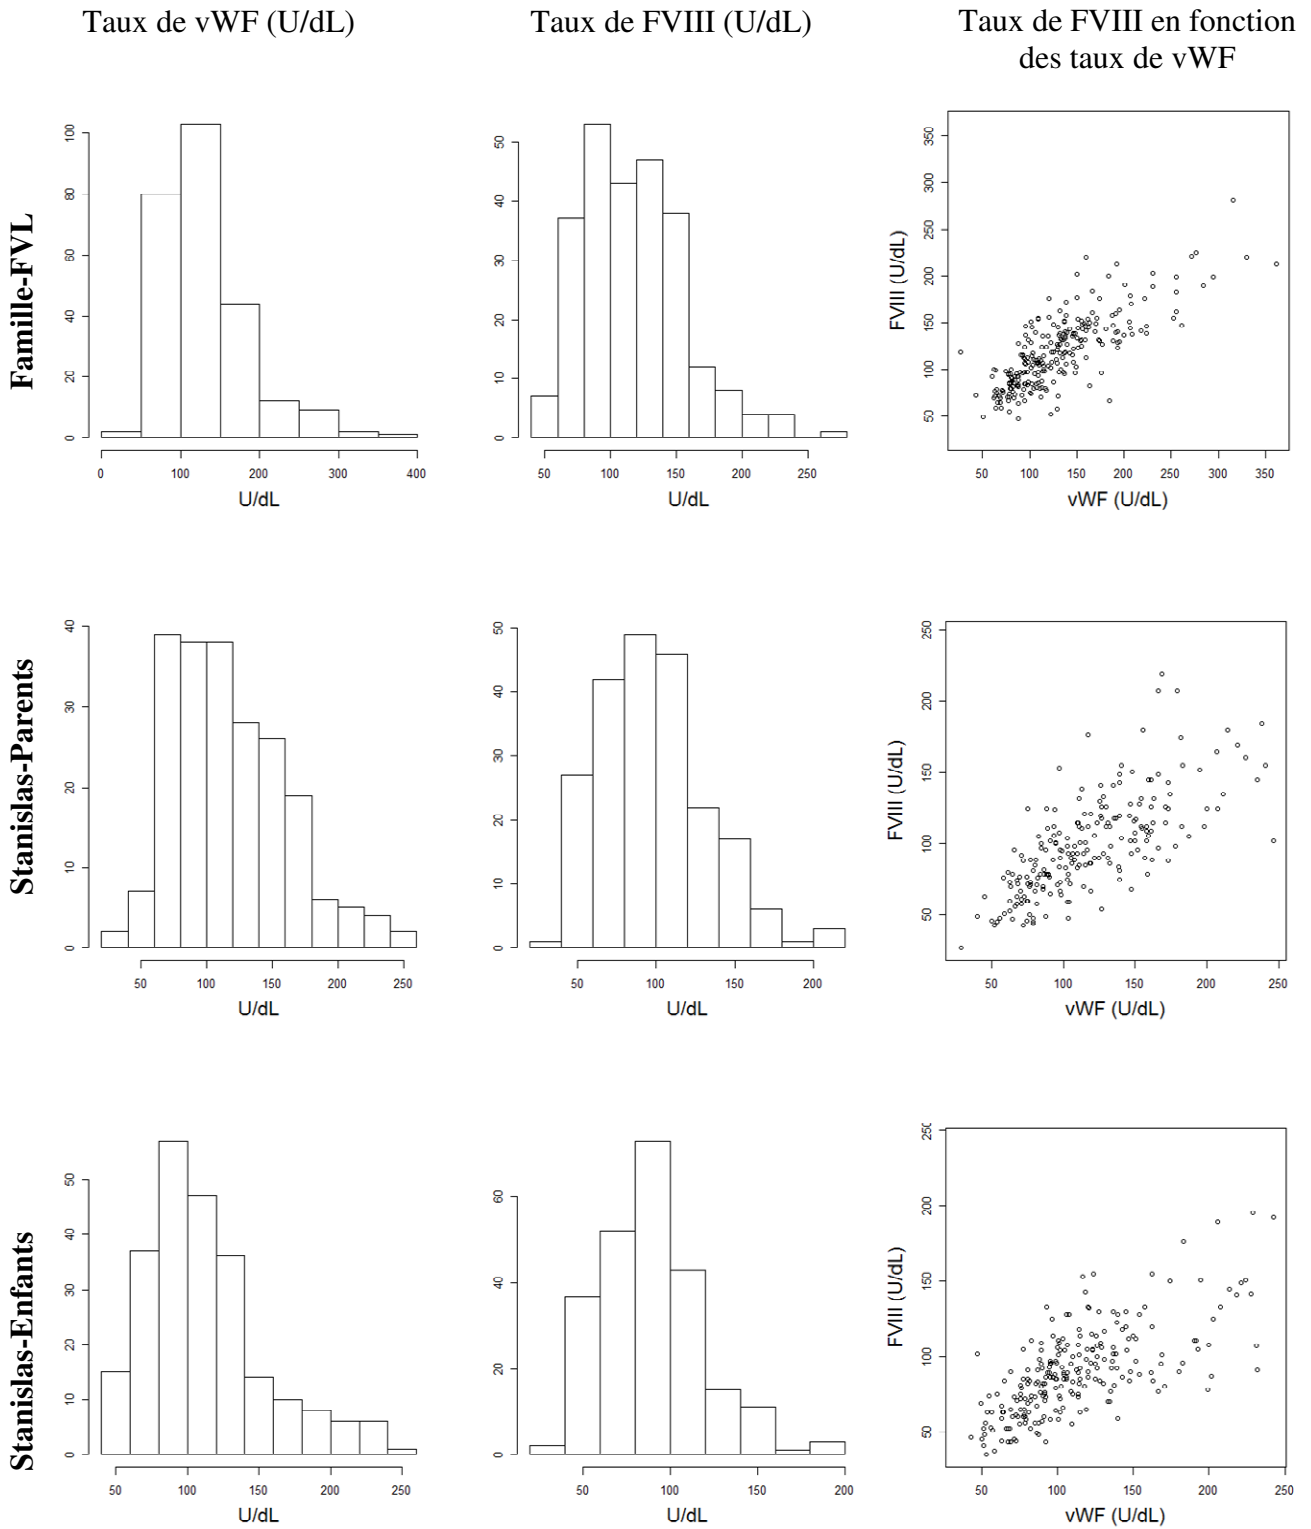 Taux de vWF (U/dL)
Taux de FVIII (U/dL)
Taux de FVIII en fonction
des taux de vWF
Famille-FVL
0 20 40 60 80 100
0 100 200 300 400
U/dL
0 10 20 30 40 50
50 100 150 200 250
U/dL
FVIII (U/dL)
50 100 150 200 250 300 350
50 100 150 200 250 300 350
vWF (U/dL)
Stanislas-Parents
0 10 20 30 40
50 100 150 200 250
U/dL
0 10 20 30 40 50
50 100 150 200
U/dL
FVIII (U/dL)
50 100 150 200 250
50 100 150 200 250
vWF (U/dL)
Stanislas-Enfants
0 10 20 30 40 50
50 100 150 200 250
U/dL
0 20 40 60
50 100 150 200
U/dL
FVIII (U/dL)
50 100 150 200 250
50 100 150 200 250
vWF (U/dL)